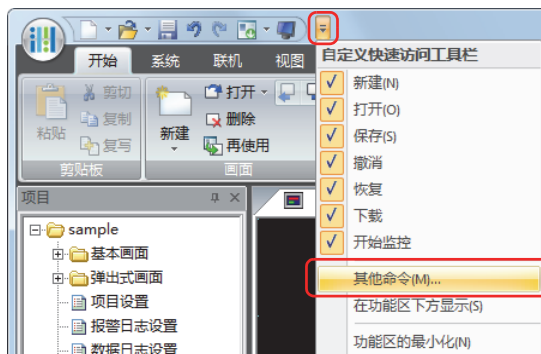 开始 系统 联机 视图
剪切
复制
复写
粘贴
剪贴板
新建
打开
删除
再使用
画面
自定义快速访问工具栏
新建(N)
打开(O)
保存(S)
撤消
恢复
下载
开始监控
其他命令(M)...
在功能区下方显示(S)
功能区的最小化(N)
项目
sample
基本画面
弹出式画面
项目设置
报警日志设置
数据日志设置